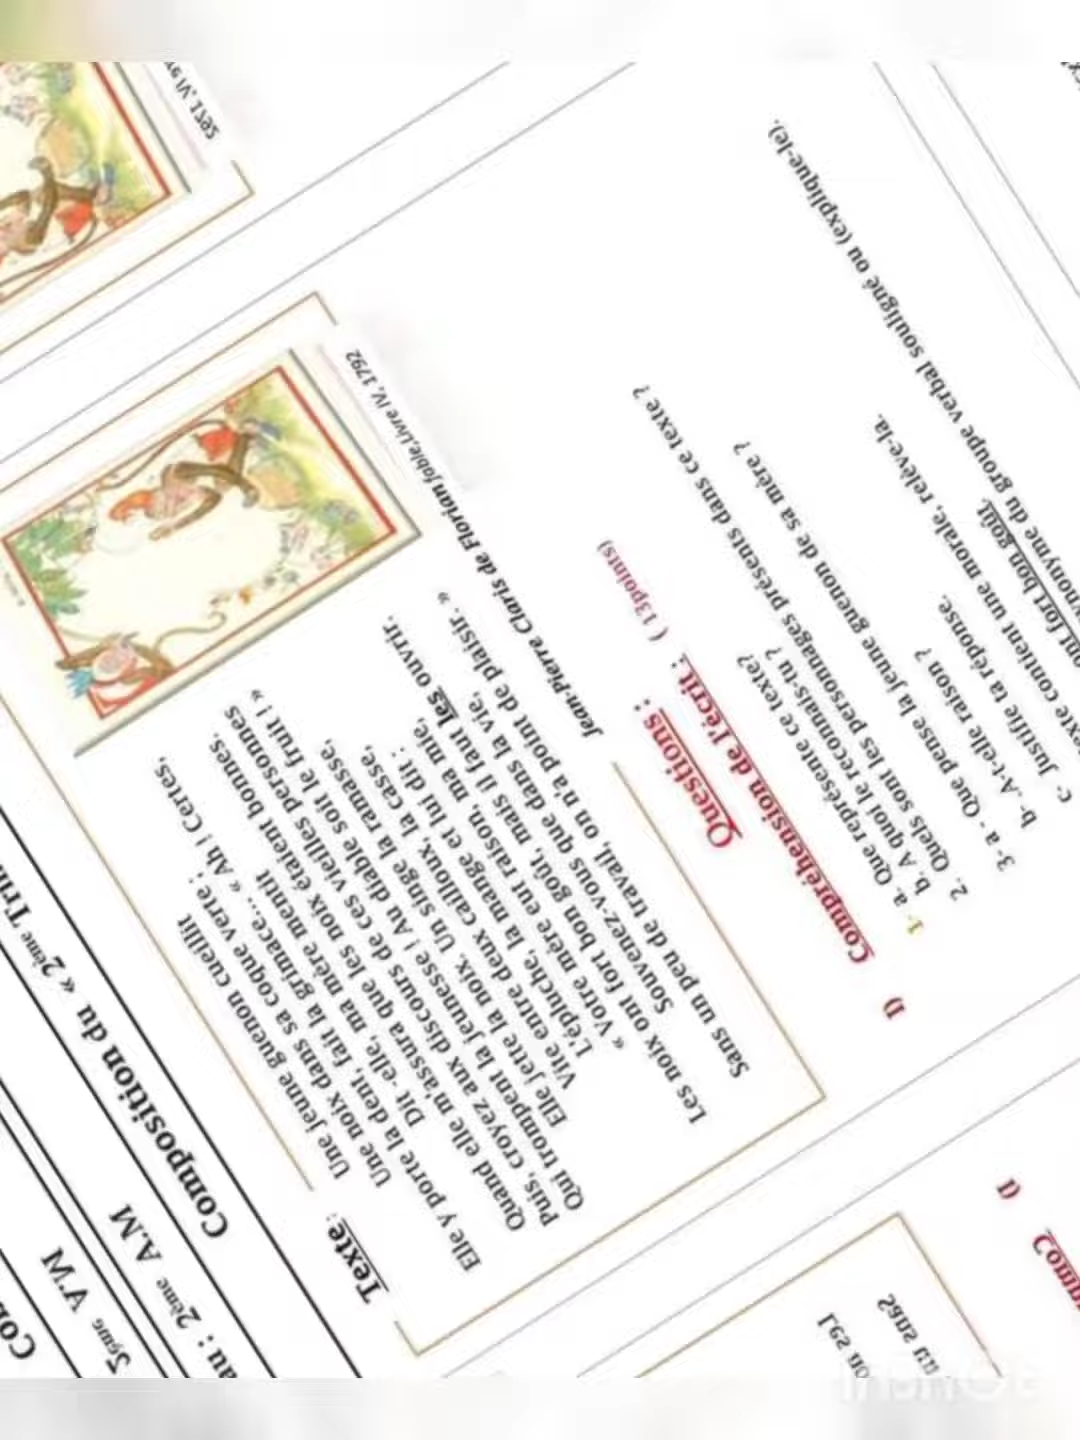 Composition du « 2ème Trim
au : 2ème A.M
Texte:
Une jeune guenon cueillit
Une noix dans sa coque verte ;
Elle y porte la dent, fait la grimace... « Ah ! Certes,
Dit -elle, ma mère mentit
Quand elle m'assura que les noix étaient bonnes.
Puis, croyez aux discours de ces vieilles personnes
Qui trompent la jeunesse ! Au diable soit le fruit ! »
Elle jette la noix. Un singe la ramasse,
Vite entre deux cailloux, la casse,
L'épluche, la mange et lui dit :
« Votre mère eut raison, ma mie,
Les noix ont fort bon goût, mais il faut les ouvrir.
Souvenez-vous que dans la vie,
Sans un peu de travail, on n'a point de plaisir. »
Jean-Pierre Claris de Florian fable,Livre IV, 1792
Questions :
I)
Compréhension de l'écrit : ( 13points)
1- a. Que représente ce texte?
b. A quoi le reconnais-tu ?
2. Quels sont les personnages présents dans ce texte ?
3- a - Que pense la jeune guenon de sa mère ?
b-. A-t-elle raison ?
c- Justifie ta réponse.
texte contient une morale, relève-la.
ont fort bon goût.
synonyme du groupe verbal souligné ou (explique-le).
InShOt